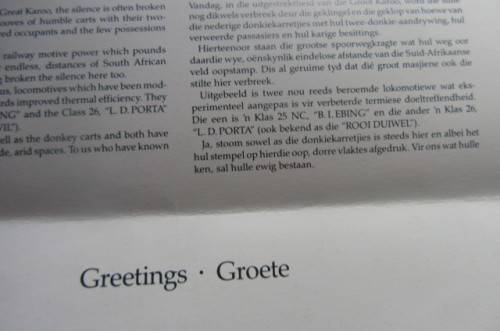 Great Karoo, the silence is often broken
ooves of humble carts with their two-
red occupants and the few possessions
railway motive power which pounds
endless, distances of South African
g broken the silence here too.
us, locomotives which have been mod-
ards improved thermal efficiency. They
NG" and the Class 26, "L.D. PORTA"
VIL").
ell as the donkey carts and both have
de, arid spaces. To us who have known
Vandag, in die uitgestrektheid van die Groot Karoo, word die stilte
nog dikwels verbreek deur die geklingel en die geklop van hoewe van
die nederige donkiekarretjies met hul twee-donkie-aandrywing, hul
verweerde passasiers en hul karige besittings.
Hierteenoor staan die grootse spoorwegkragte wat hul weg oor
daardie wye, oënskynlik eindelose afstande van die Suid-Afrikaanse
veld oopstamp. Dis al geruime tyd dat dié groot masjiene ook die
stilte hier verbreek.
Uitgebeeld is twee nou reeds beroemde lokomotiewe wat eks-
perimenteel aangepas is vir verbeterde termiese doeltreffendheid.
Die een is 'n Klas 25 NC, "B.I. EBING" en die ander 'n Klas 26,
"L. D. PORTA" (ook bekend as die "ROOI DUIWEL").
Ja, stoom sowel as die donkiekarretjies is steeds hier en albei het
hul stempel op hierdie oop, dorre vlaktes afgedruk. Vir ons wat hulle
ken, sal hulle ewig bestaan.
Greetings · Groete